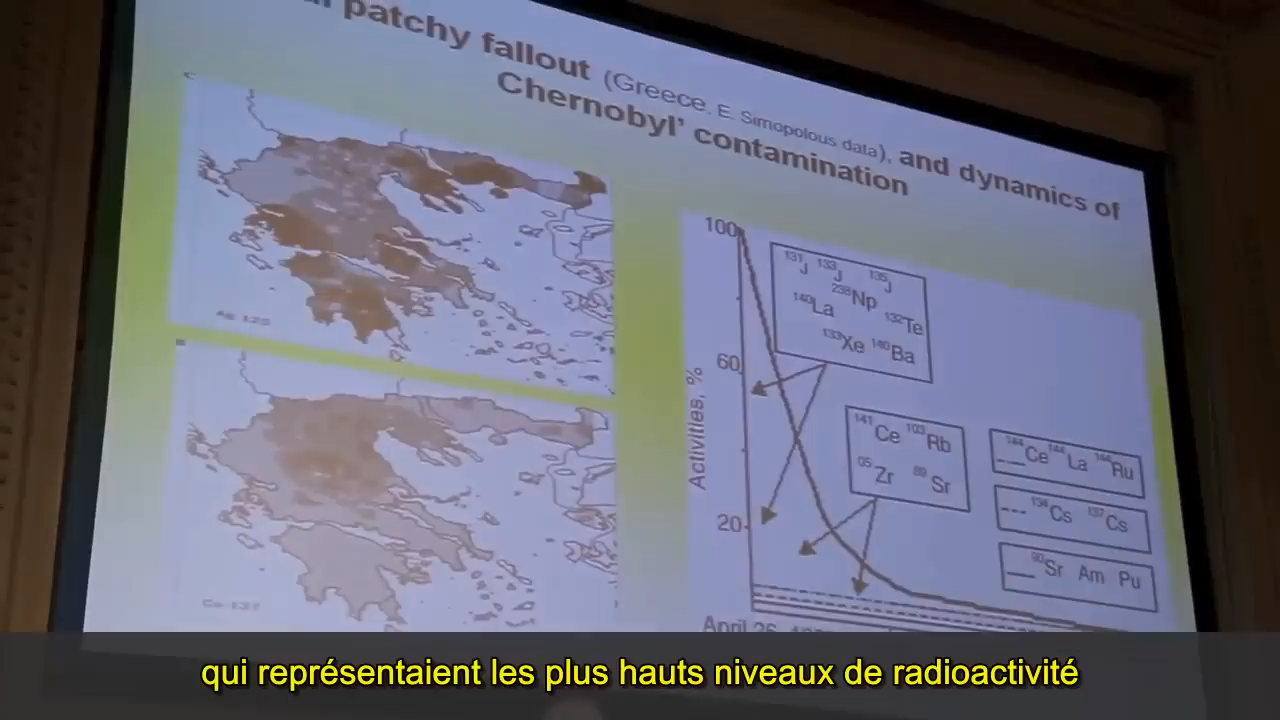 patchy fallout (Greece, E. Simopolous data), and dynamics of
Chernobyl' contamination
Activities, %
100
60
20
131J 133J 135J
238Np
140La 132Te
133Xe 140Ba
141Ce 103Rb
05Zr 89Sr
144Ce 144La 144Ru
134Cs 137Cs
90Sr Am Pu
April 26,
qui représentaient les plus hauts niveaux de radioactivité